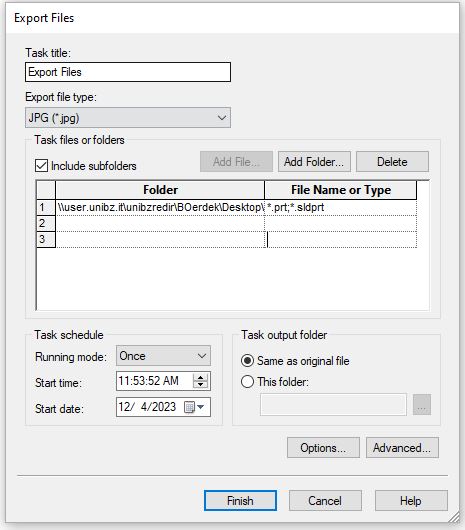 Export Files
Task title:
Export Files
Export file type:
JPG (*.jpg)
Task files or folders
Include subfolders
Add File...
Add Folder...
Delete
Folder
File Name or Type
1
\\user.unibz.it\unibzredir\BOerdek\Desktop\
*.prt;*.sldprt
2
3
Task schedule
Running mode:
Once
Start time:
11:53:52 AM
Start date:
12/ 4/2023
Task output folder
Same as original file
This folder:
...
Options...
Advanced...
Finish
Cancel
Help